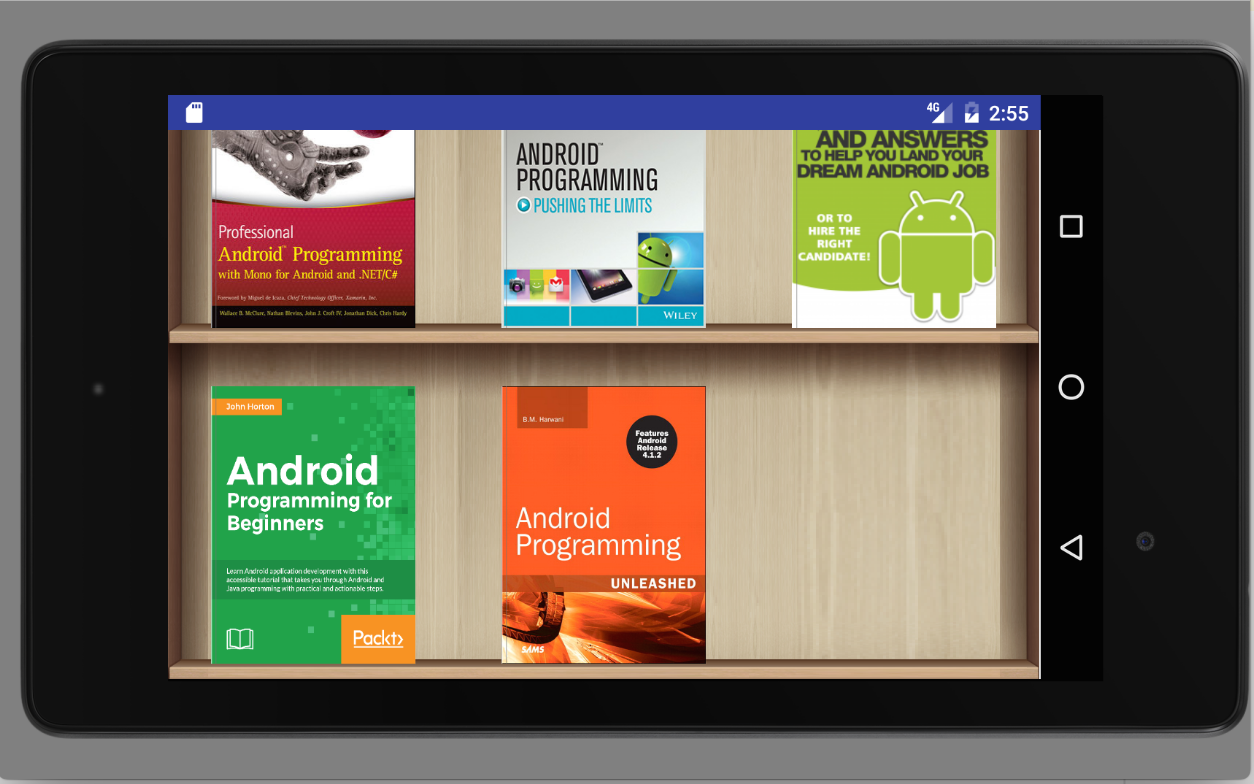 4G 2:55
Professional
Android™ Programming
with Mono for Android and .NET/C#
Foreword by Miguel de Icaza, Chief Technology Officer, Xamarin, Inc.
Wallace B. McClure, Nathan Blevins, John J. Croft IV, Jonathan Dick, Chris Hardy
ANDROID™
PROGRAMMING
PUSHING THE LIMITS
WILEY
AND ANSWERS
TO HELP YOU LAND YOUR
DREAM ANDROID JOB
OR TO
HIRE THE
RIGHT
CANDIDATE!
John Horton
Android
Programming for
Beginners
Learn Android application development with this
accessible tutorial that takes you through Android and
Java programming with practical and actionable steps.
Packt>
B.M. Harwani
Features
Android
Release
4.1.2
Android
Programming
UNLEASHED
SAMS